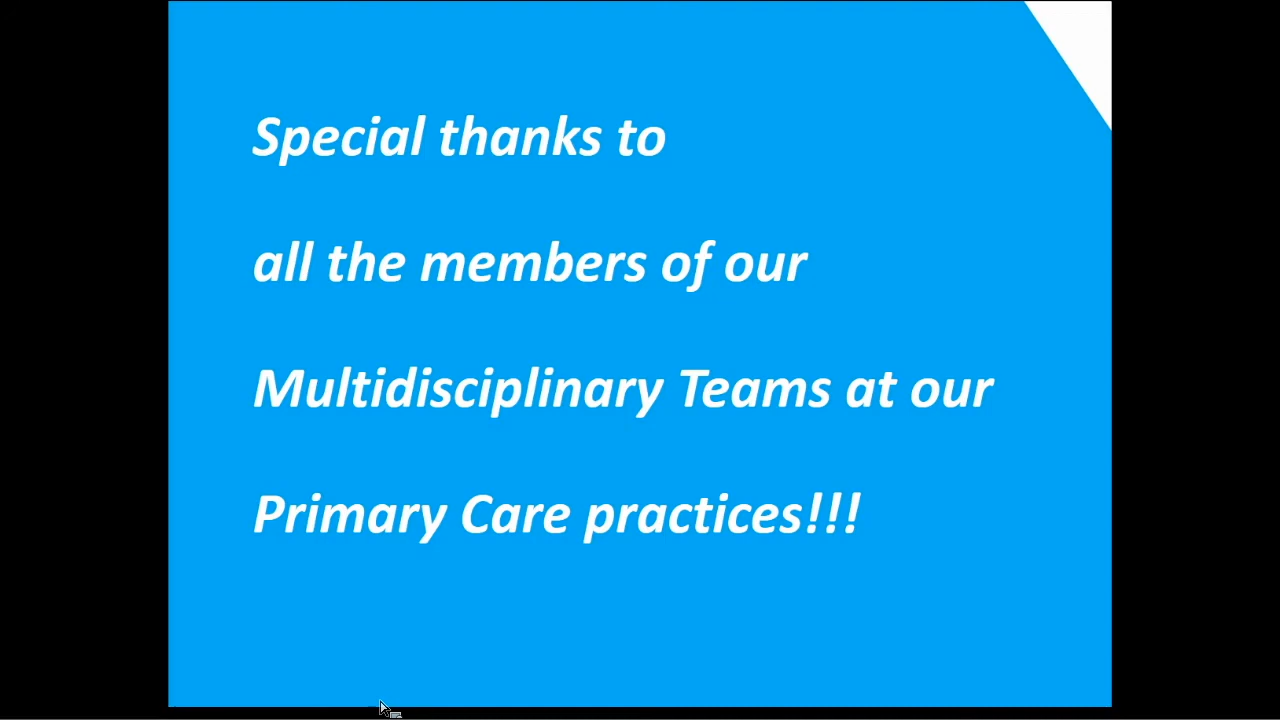 Special thanks to
all the members of our
Multidisciplinary Teams at our
Primary Care practices!!!